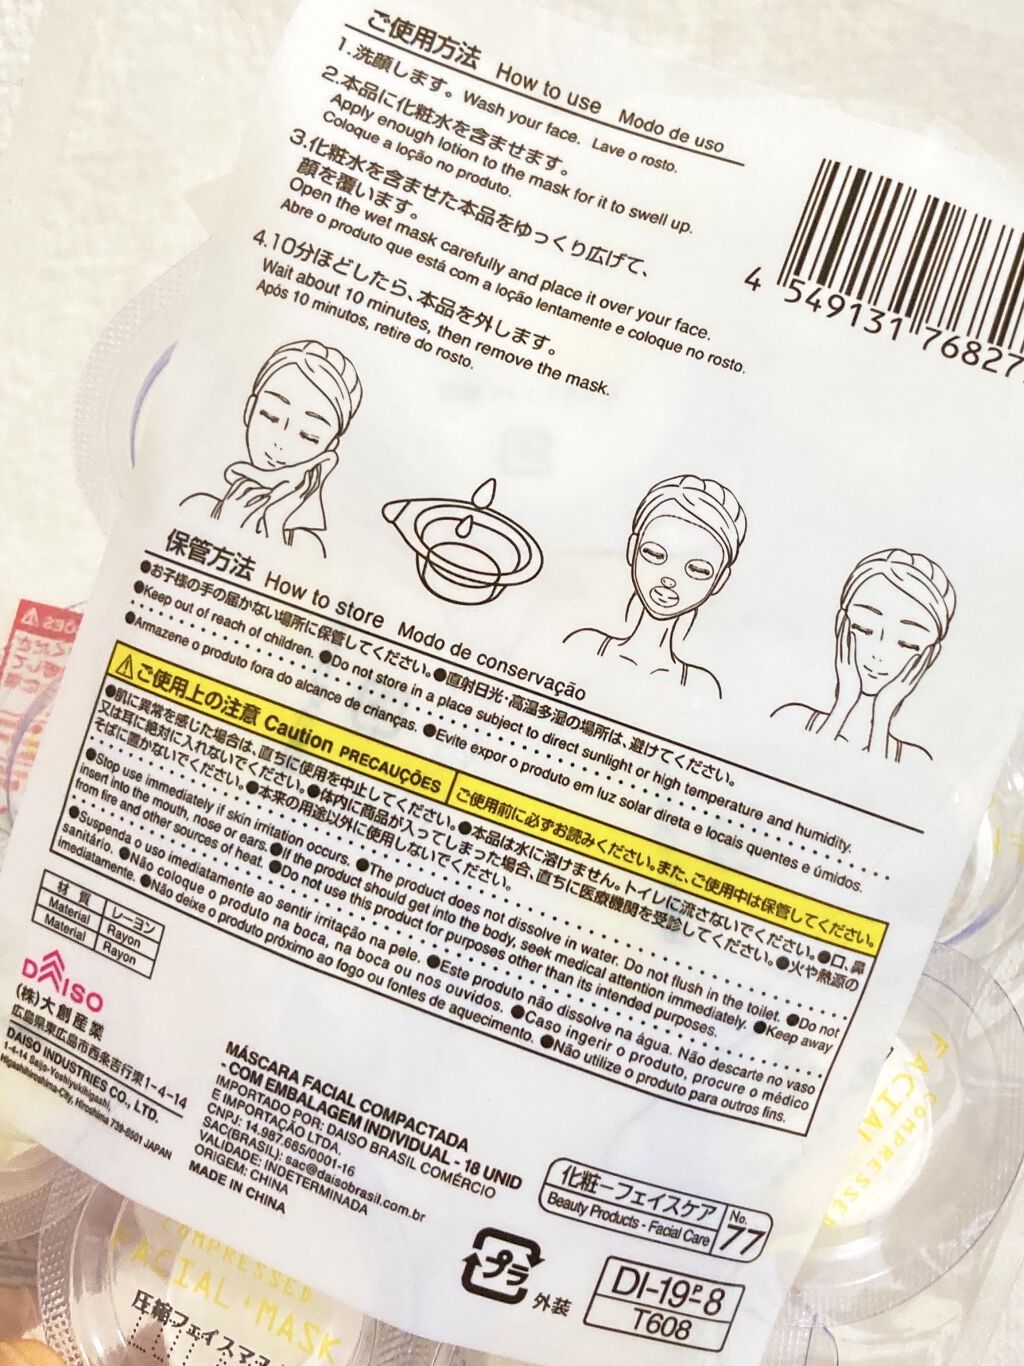 ご使用方法 How to use Modo de uso
1.洗顔します。Wash your face. Lave o rosto.
2.本品に化粧水を含ませます。
Apply enough lotion to the mask for it to swell up.
Coloque a loção no produto.
3.化粧水を含ませた本品をゆっくり広げて、
顔を覆います。
Open the wet mask carefully and place it over your face.
Abre o produto que está com a loção lentamente e coloque no rosto.
4.10分ほどしたら、本品を外します。
Wait about 10 minutes, then remove the mask.
Após 10 minutos, retire do rosto.
4 549131 76827
保管方法 How to store Modo de conservação
●お子様の手の届かない場所に保管してください。●直射日光・高温多湿の場所は、避けてください。
●Keep out of reach of children. ●Do not store in a place subject to direct sunlight or high temperature and humidity.
●Armazene o produto fora do alcance de crianças. ●Evite expor o produto em luz solar direta e locais quentes e úmidos.
⚠ご使用上の注意 Caution PRECAUÇÕES ご使用前に必ずお読みください。また、ご使用中は保管してください。
●肌に異常を感じた場合は、直ちに使用を中止してください。●本品は水に溶けません。トイレに流さないでください。●口、鼻
又は耳に絶対に入れないでください。●体内に商品が入ってしまった場合、直ちに医療機関を受診してください。●火や熱源の
そばに置かないでください。●本来の用途以外に使用しないでください。
●Stop use immediately if skin irritation occurs. ●The product does not dissolve in water. Do not flush in the toilet. ●Do not
insert into the mouth, nose or ears. ●If the product should get into the body, seek medical attention immediately. ●Keep away
from fire and other sources of heat. ●Do not use this product for purposes other than its intended purposes.
●Suspenda o uso imediatamente ao sentir irritação na pele. ●Este produto não dissolve na água. Não descarte no vaso
sanitário. ●Não coloque o produto na boca, na boca ou nos ouvidos. ●Caso ingerir o produto, procure o médico
imediatamente. ●Não deixe o produto próximo ao fogo ou fontes de aquecimento. ●Não utilize o produto para outros fins.
材質 レーヨン
Material Rayon
Material Rayon
DAISO
(株)大創産業
広島県東広島市西条吉行東1-4-14
DAISO INDUSTRIES CO., LTD.
1-4-14 Saijo-Yoshiyukihigashi,
Higashihiroshima-City, Hiroshima 739-8501 JAPAN
MÁSCARA FACIAL COMPACTADA
- COM EMBALAGEM INDIVIDUAL - 18 UNID
IMPORTADO POR: DAISO BRASIL COMÉRCIO
E IMPORTAÇÃO LTDA.
CNPJ: 14.987.685/0001-16
SAC(BRASIL): sac@daisobrasil.com.br
VALIDADE: INDETERMINADA
ORIGEM: CHINA
MADE IN CHINA
化粧ーフェイスケア No. 77
Beauty Products - Facial Care
プラ 外装
DI-19-P-8
T608
COMPRESSED
FACIAL MASK
圧縮フェイスマス
COMPRESSED
FACIAL